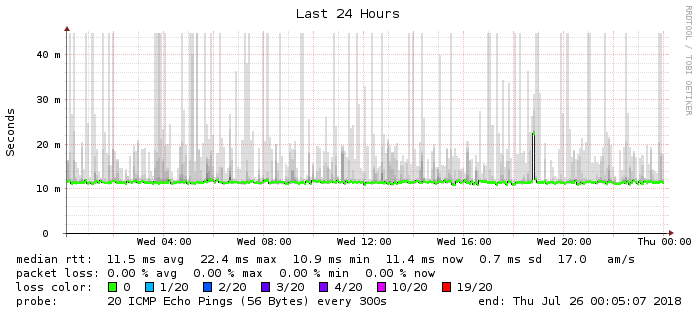 Last 24 Hours
RRDTOOL / TOBI OETIKER
Seconds
40 m
30 m
20 m
10 m
0
Wed 04:00 Wed 08:00 Wed 12:00 Wed 16:00 Wed 20:00 Thu 00:00
median rtt: 11.5 ms avg 22.4 ms max 10.9 ms min 11.4 ms now 0.7 ms sd 17.0 am/s
packet loss: 0.00 % avg 0.00 % max 0.00 % min 0.00 % now
loss color: 0 1/20 2/20 3/20 4/20 10/20 19/20
probe: 20 ICMP Echo Pings (56 Bytes) every 300s end: Thu Jul 26 00:05:07 2018